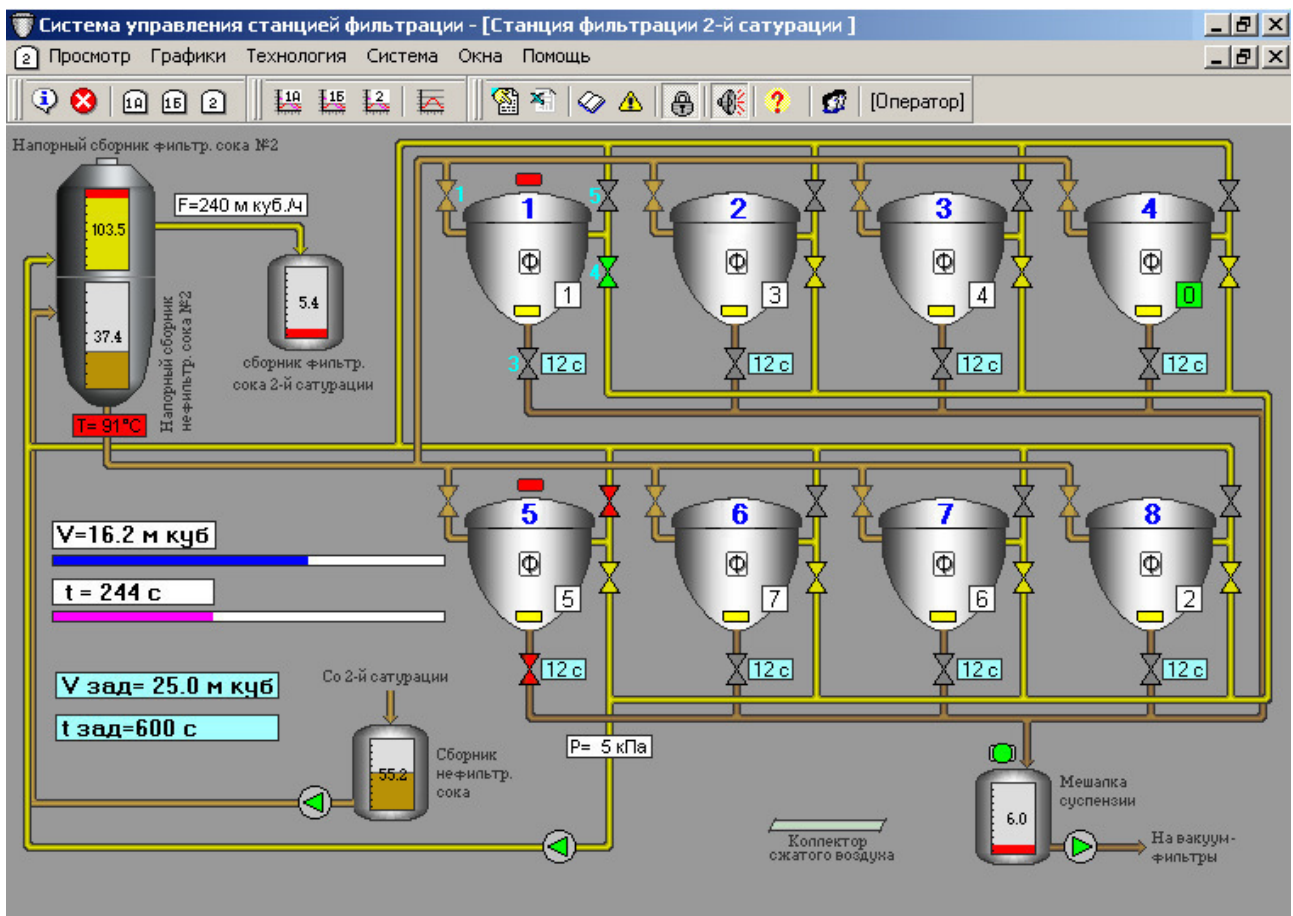 Система управления станцией фильтрации - [Станция фильтрации 2-й сатурации ]
2 Просмотр Графики Технология Система Окна Помощь
1А 1Б 2 1А 1Б 2 [Оператор]
Напорный сборник фильтр. сока №2
103.5
F=240 м куб./ч
37.4
Напорный сборник
нефильтр. сока №2
5.4
сборник фильтр.
сока 2-й сатурации
T= 91°C
1
5
4
3
1
Ф
1
12 с
2
Ф
3
12 с
3
Ф
4
12 с
4
Ф
0
12 с
V=16.2 м куб
t = 244 с
V зад= 25.0 м куб
t зад=600 с
5
Ф
5
12 с
6
Ф
7
12 с
7
Ф
6
12 с
8
Ф
2
12 с
Со 2-й сатурации
55.2
Сборник
нефильтр.
сока
P= 5 кПа
Коллектор
сжатого воздуха
Мешалка
суспензии
6.0
На вакуум-
фильтры